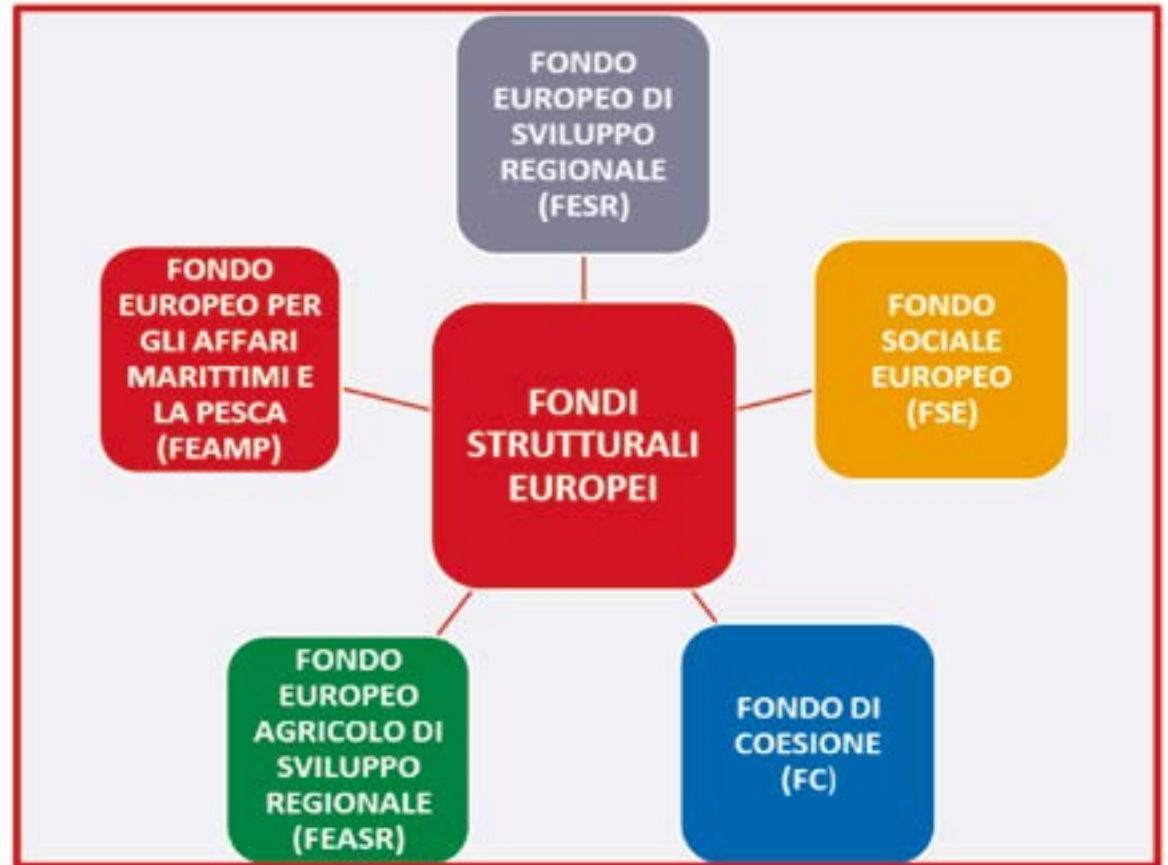 FONDO
EUROPEO DI
SVILUPPO
REGIONALE
(FESR)
FONDO
EUROPEO PER
GLI AFFARI
MARITTIMI E
LA PESCA
(FEAMP)
FONDI
STRUTTURALI
EUROPEI
FONDO
SOCIALE
EUROPEO
(FSE)
FONDO
EUROPEO
AGRICOLO DI
SVILUPPO
REGIONALE
(FEASR)
FONDO DI
COESIONE
(FC)